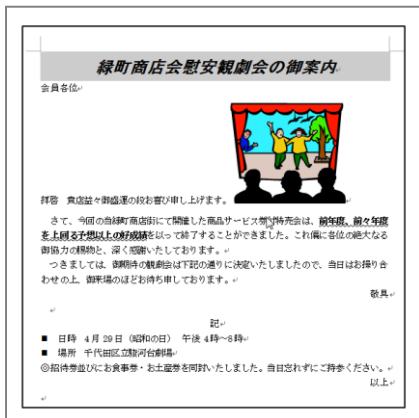 緑町商店会慰安観劇会の御案内
会員各位
拝啓　貴店益々御盛運の段お喜び申し上げます。
さて、今回の当緑町商店街にて開催した商品サービス券付特売会は、前年度、前々年度
を上回る予想以上の好成績を以って終了することができました。これ偏に各位の絶大なる
御協力の賜物と、深く感謝いたしております。
つきましては、御期待の観劇会は下記の通りに決定いたしましたので、当日はお繰り合
わせの上、御来場のほどお待ち申しております。
敬具
記
■　日時　4月29日（昭和の日）　午後4時～8時
■　場所　千代田区立駿河台劇場
◎招待券並びにお食事券・お土産券を同封いたしました。当日忘れずにご持参ください。
以上